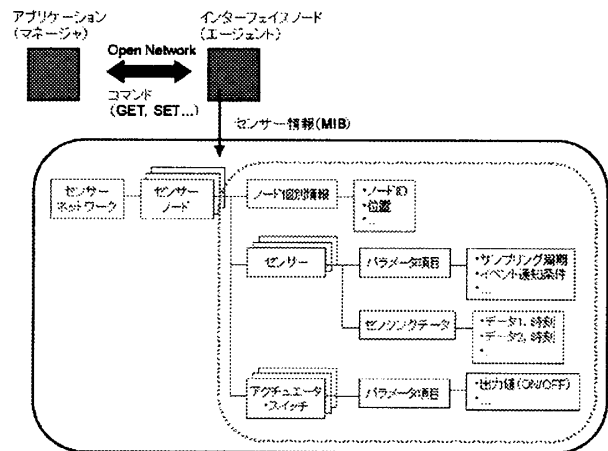 アプリケーション
(マネージャ)
インターフェイスノード
(エージェント)
Open Network
コマンド
(GET, SET...)
センサー情報(MIB)
センサー
ネットワーク
センサー
ノード
ノード個別情報
・ノードID
・位置
・...
センサー
パラメータ項目
・サンプリング周期
・イベント通知条件
・...
センシングデータ
・データ1, 時刻
・データ2, 時刻
・
アクチュエータ
・スイッチ
パラメータ項目
・出力値(ON/OFF)
・...